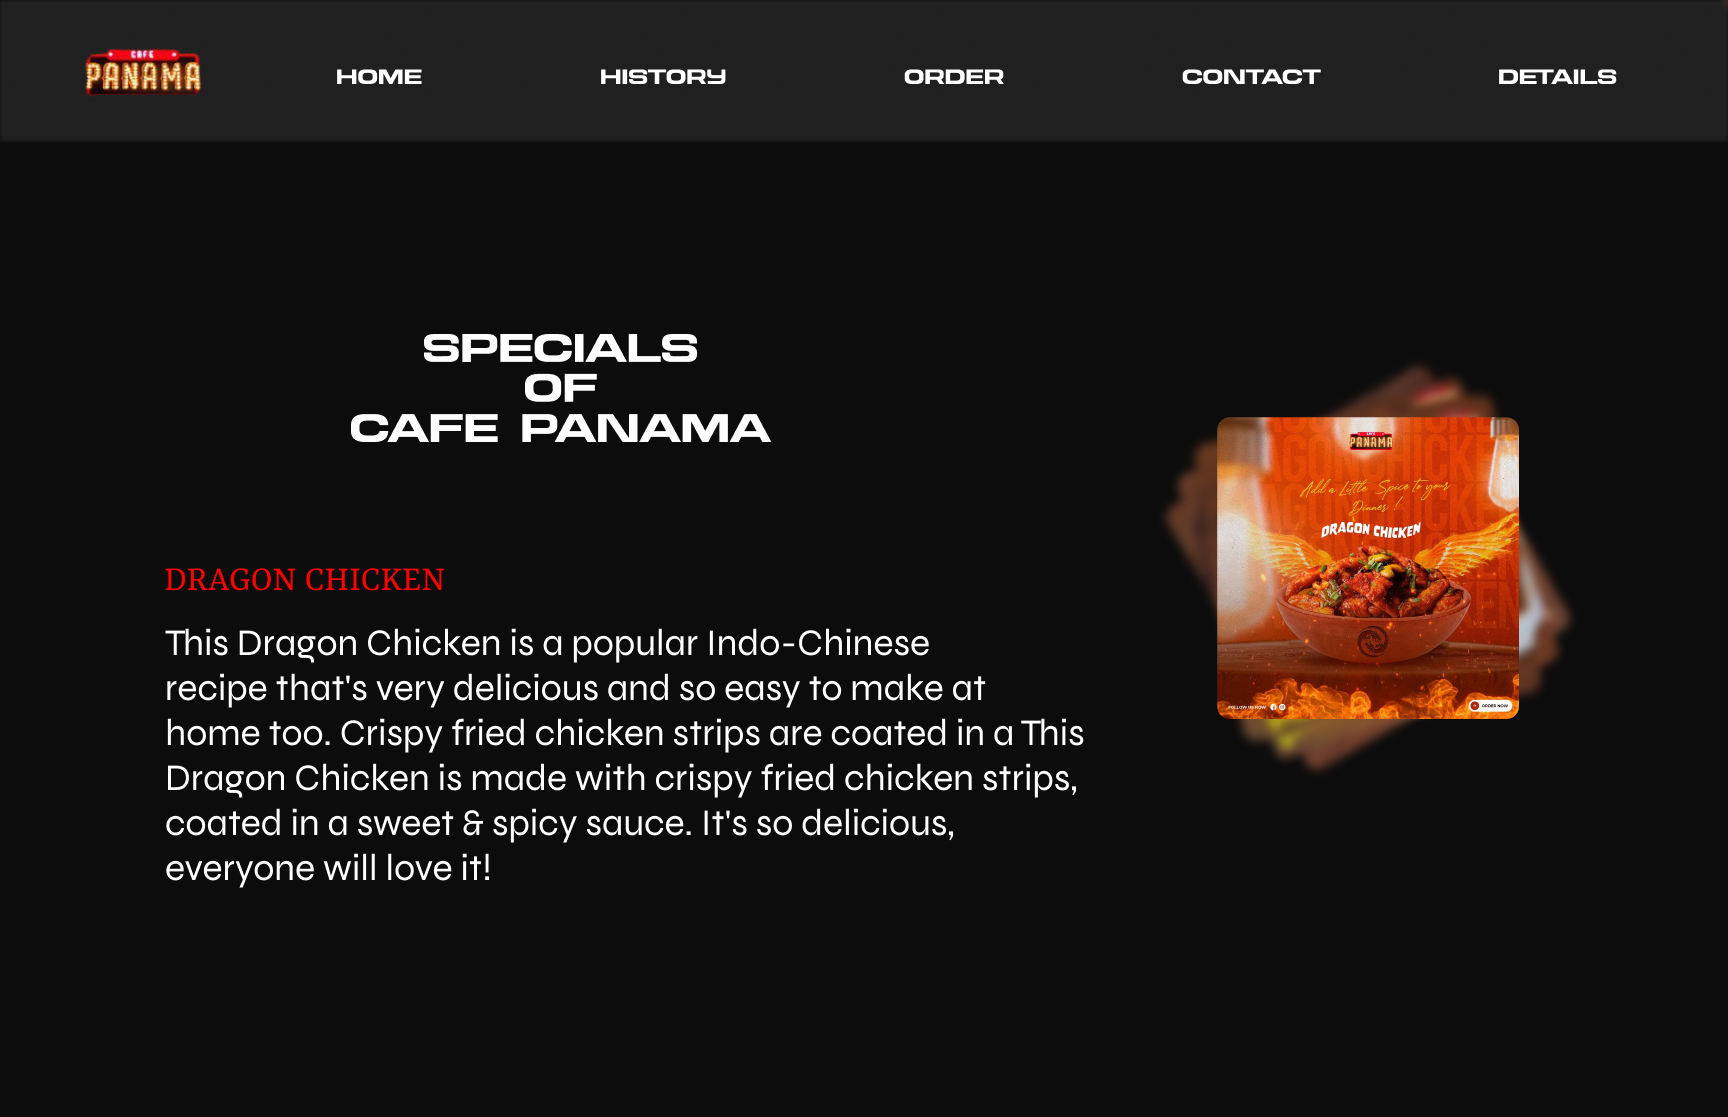 CAFE
PANAMA
HOME
HISTORY
ORDER
CONTACT
DETAILS
SPECIALS
OF
CAFE PANAMA
DRAGON CHICKEN
This Dragon Chicken is a popular Indo-Chinese
recipe that's very delicious and so easy to make at
home too. Crispy fried chicken strips are coated in a This
Dragon Chicken is made with crispy fried chicken strips,
coated in a sweet & spicy sauce. It's so delicious,
everyone will love it!
CAFE
PANAMA
Add a Little Spice to your
Dinner !
DRAGON CHICKEN
FOLLOW US NOW
ORDER NOW